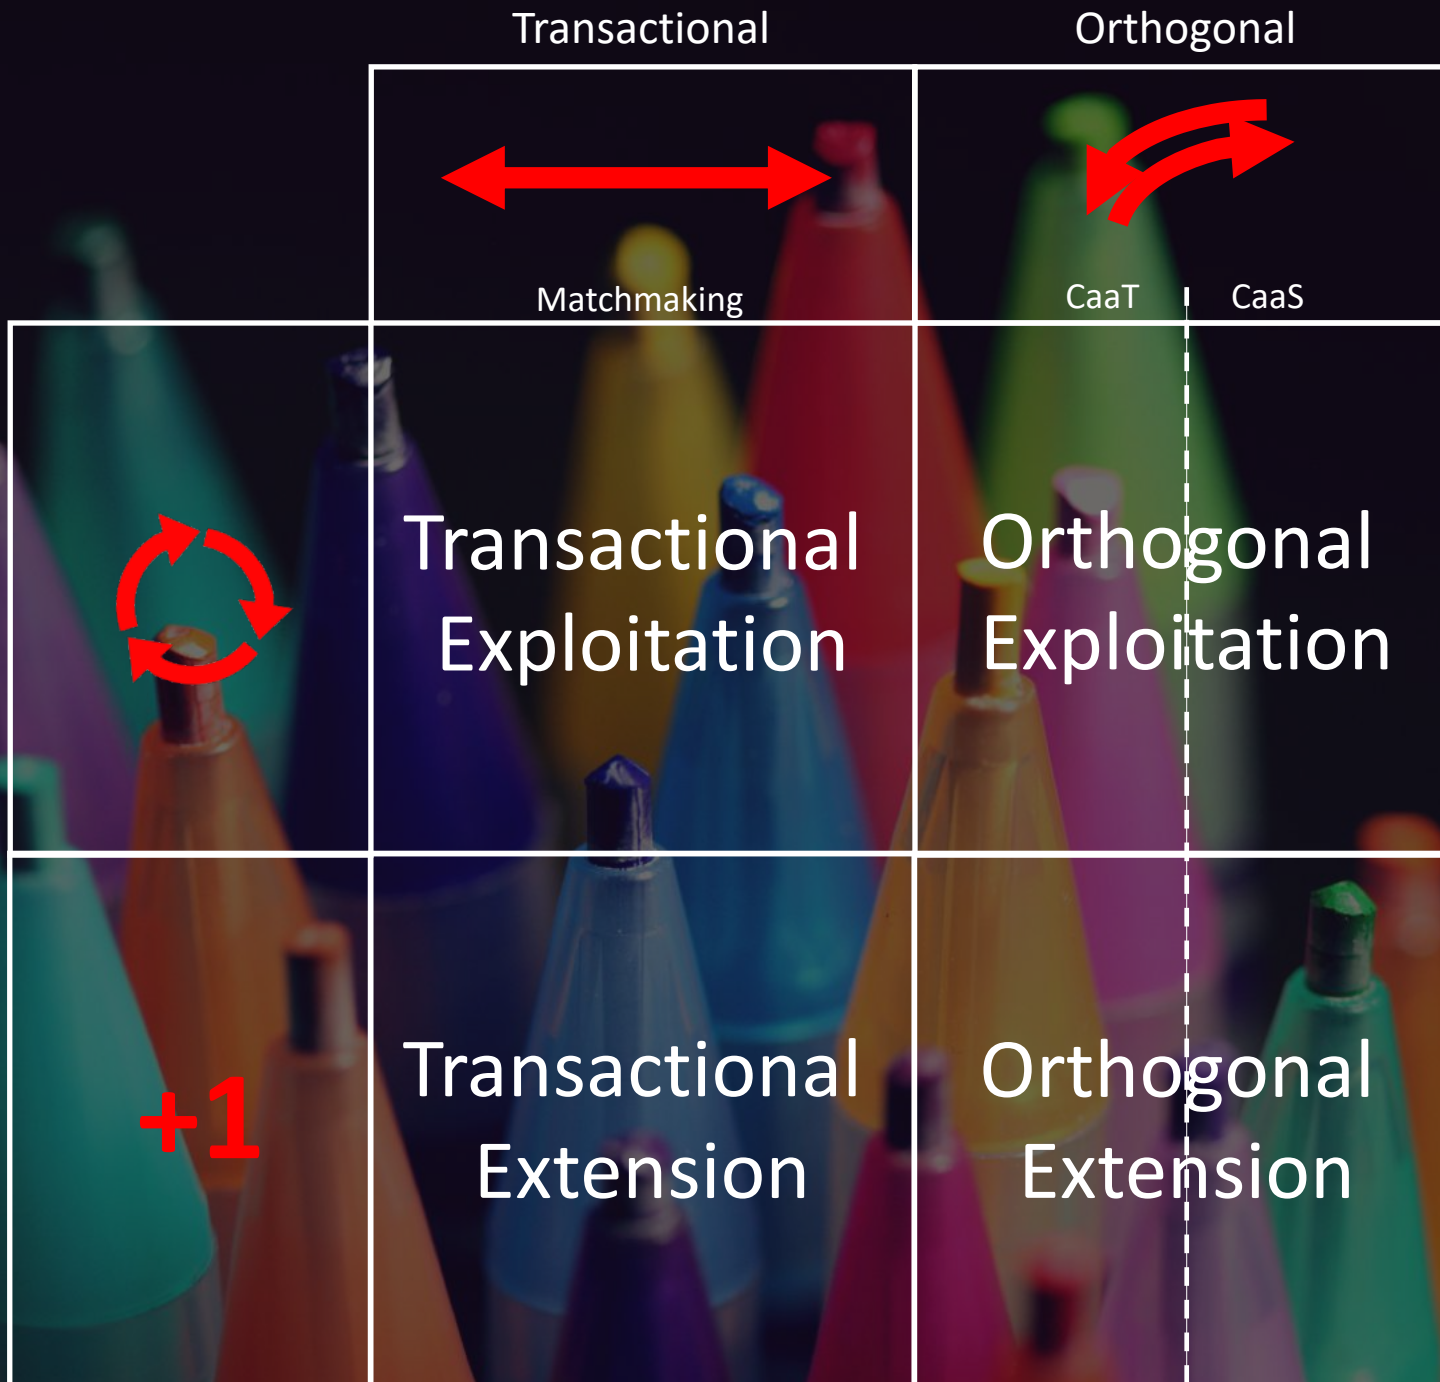 Transactional
Orthogonal
Matchmaking
CaaT
CaaS
Transactional
Exploitation
Orthogonal
Exploitation
+1
Transactional
Extension
Orthogonal
Extension